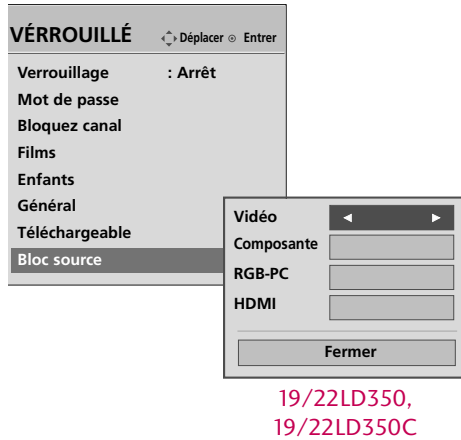 VÉRROUILLÉ Déplacer Entrer
Verrouillage : Arrêt
Mot de passe
Bloquez canal
Films
Enfants
Général
Téléchargeable
Bloc source
Vidéo
Composante
RGB-PC
HDMI
Fermer
19/22LD350,
19/22LD350C